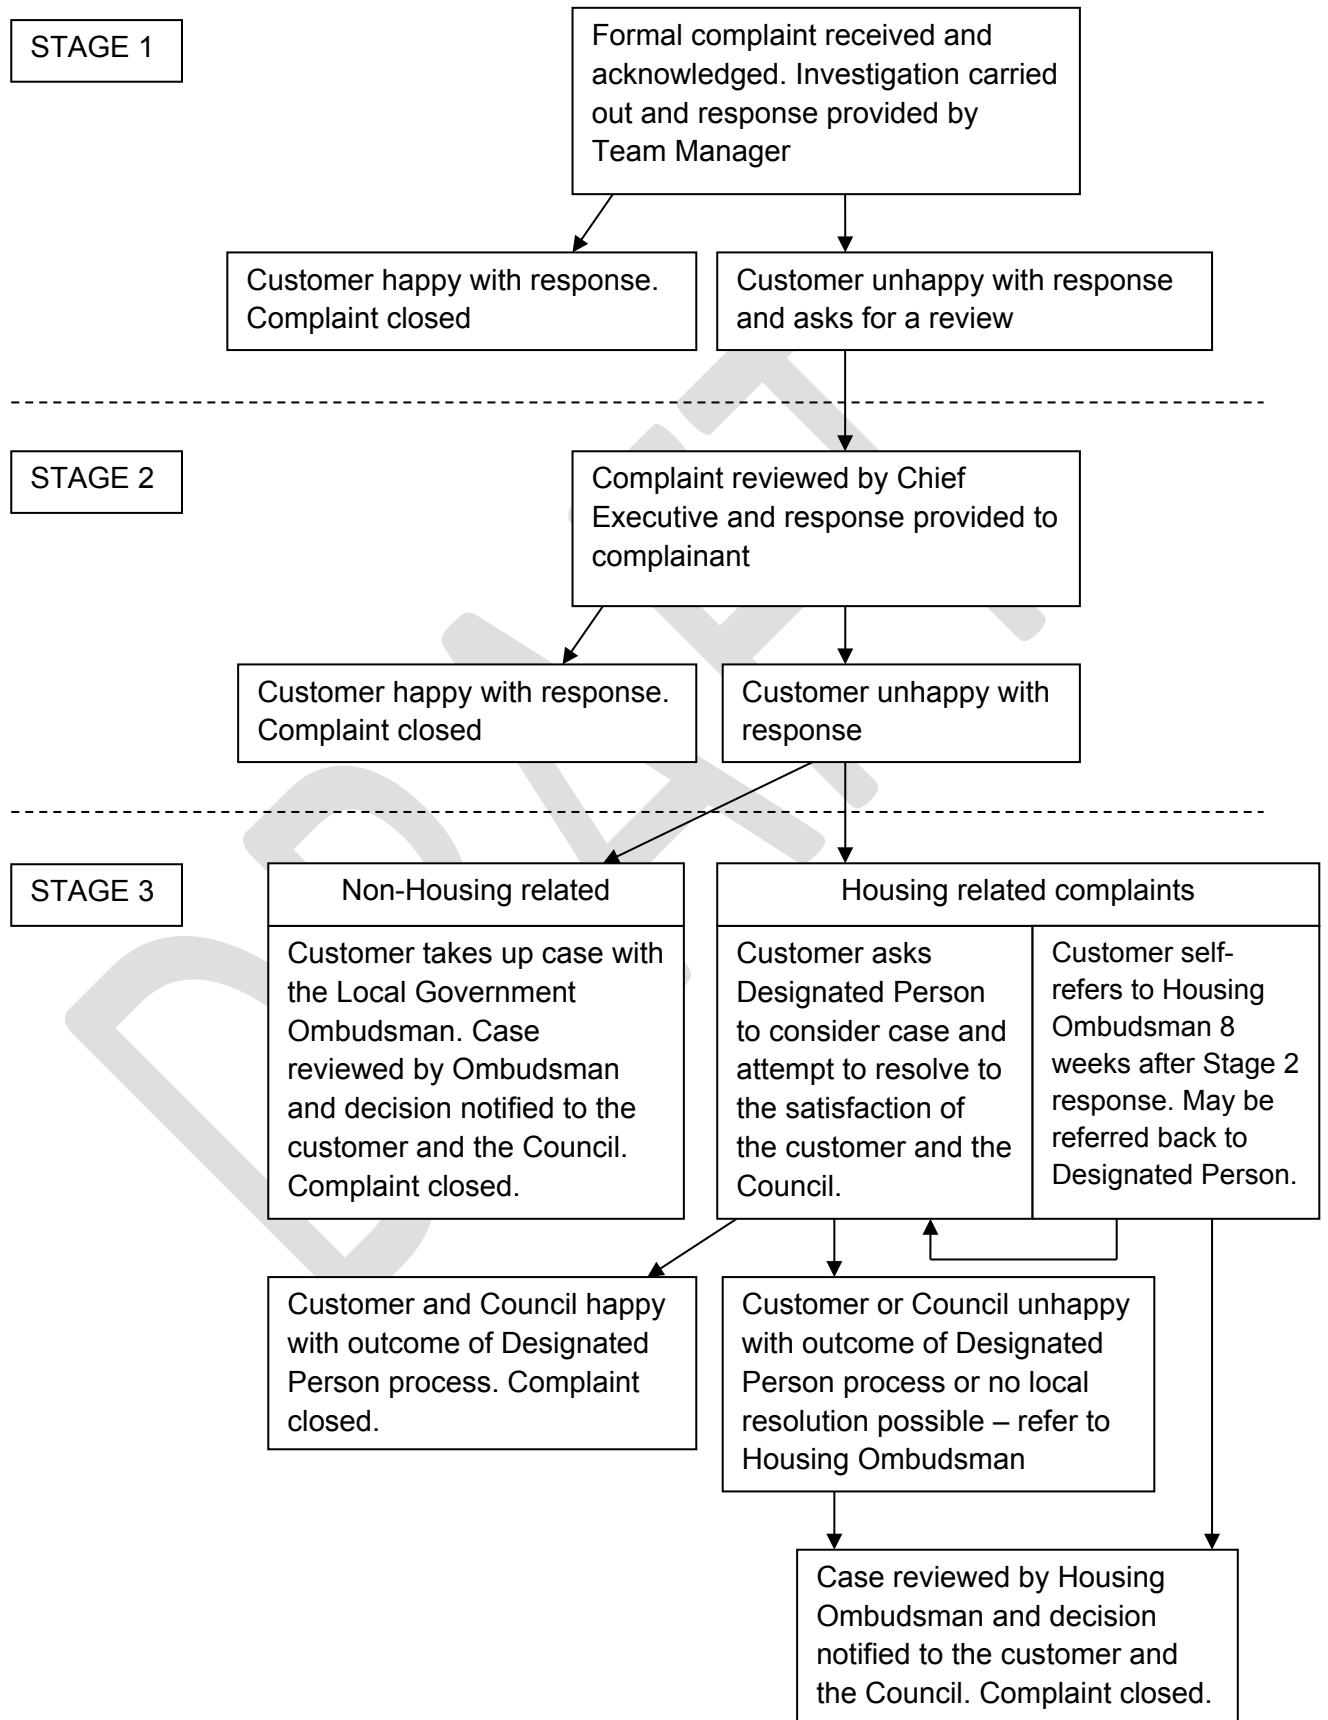 STAGE 1
Formal complaint received and
acknowledged. Investigation carried
out and response provided by
Team Manager
Customer happy with response.
Complaint closed
Customer unhappy with response
and asks for a review
STAGE 2
Complaint reviewed by Chief
Executive and response provided to
complainant
Customer happy with response.
Complaint closed
Customer unhappy with
response
STAGE 3
Non-Housing related
Customer takes up case with
the Local Government
Ombudsman. Case
reviewed by Ombudsman
and decision notified to the
customer and the Council.
Complaint closed.
Housing related complaints
Customer asks
Designated Person
to consider case and
attempt to resolve to
the satisfaction of
the customer and the
Council.
Customer self-
refers to Housing
Ombudsman 8
weeks after Stage 2
response. May be
referred back to
Designated Person.
Customer and Council happy
with outcome of Designated
Person process. Complaint
closed.
Customer or Council unhappy
with outcome of Designated
Person process or no local
resolution possible – refer to
Housing Ombudsman
Case reviewed by Housing
Ombudsman and decision
notified to the customer and
the Council. Complaint closed.
DRAFT